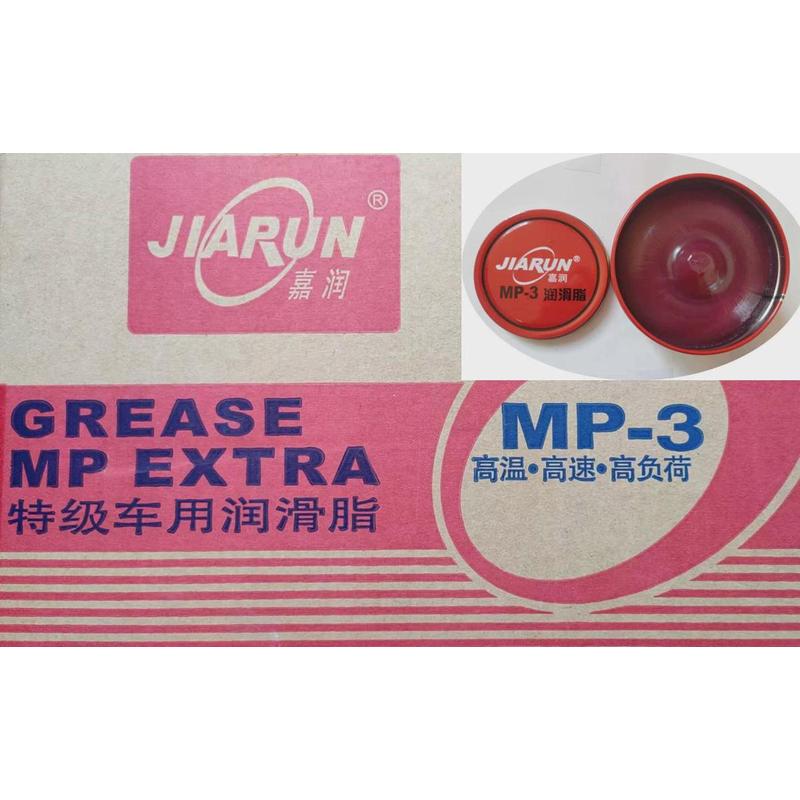 JIARUN®
嘉润
JIARUN®
嘉润
MP-3 润滑脂
GREASE
MP EXTRA
特级车用润滑脂
MP-3
高温·高速·高负荷